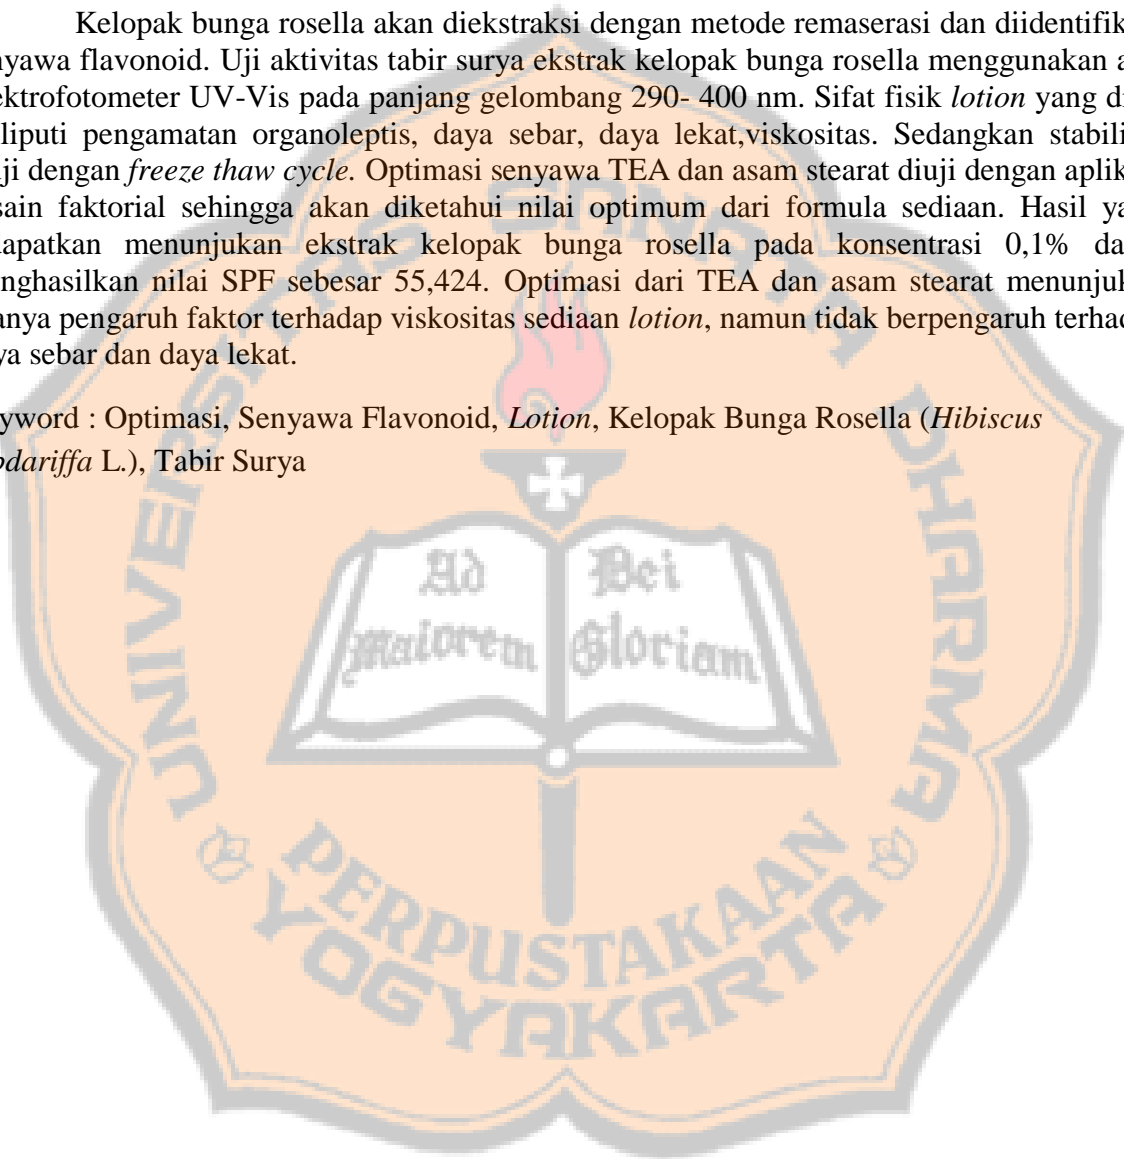 Kelopak bunga rosella akan diekstraksi dengan metode remaserasi dan diidentifik
nyawa flavonoid. Uji aktivitas tabir surya ekstrak kelopak bunga rosella menggunakan a
ektrofotometer UV-Vis pada panjang gelombang 290- 400 nm. Sifat fisik lotion yang di
liputi pengamatan organoleptis, daya sebar, daya lekat,viskositas. Sedangkan stabili
ji dengan freeze thaw cycle. Optimasi senyawa TEA dan asam stearat diuji dengan aplik
sain faktorial sehingga akan diketahui nilai optimum dari formula sediaan. Hasil ya
apatkan menunjukan ekstrak kelopak bunga rosella pada konsentrasi 0,1% da
nghasilkan nilai SPF sebesar 55,424. Optimasi dari TEA dan asam stearat menunjuk
anya pengaruh faktor terhadap viskositas sediaan lotion, namun tidak berpengaruh terhad
ya sebar dan daya lekat.
yword : Optimasi, Senyawa Flavonoid, Lotion, Kelopak Bunga Rosella (Hibiscus
bdariffa L.), Tabir Surya
UNIVERSITAS SANATA DHARMA
Ad Maiorem
Dei Gloriam
PERPUSTAKAAN
YOGYAKARTA